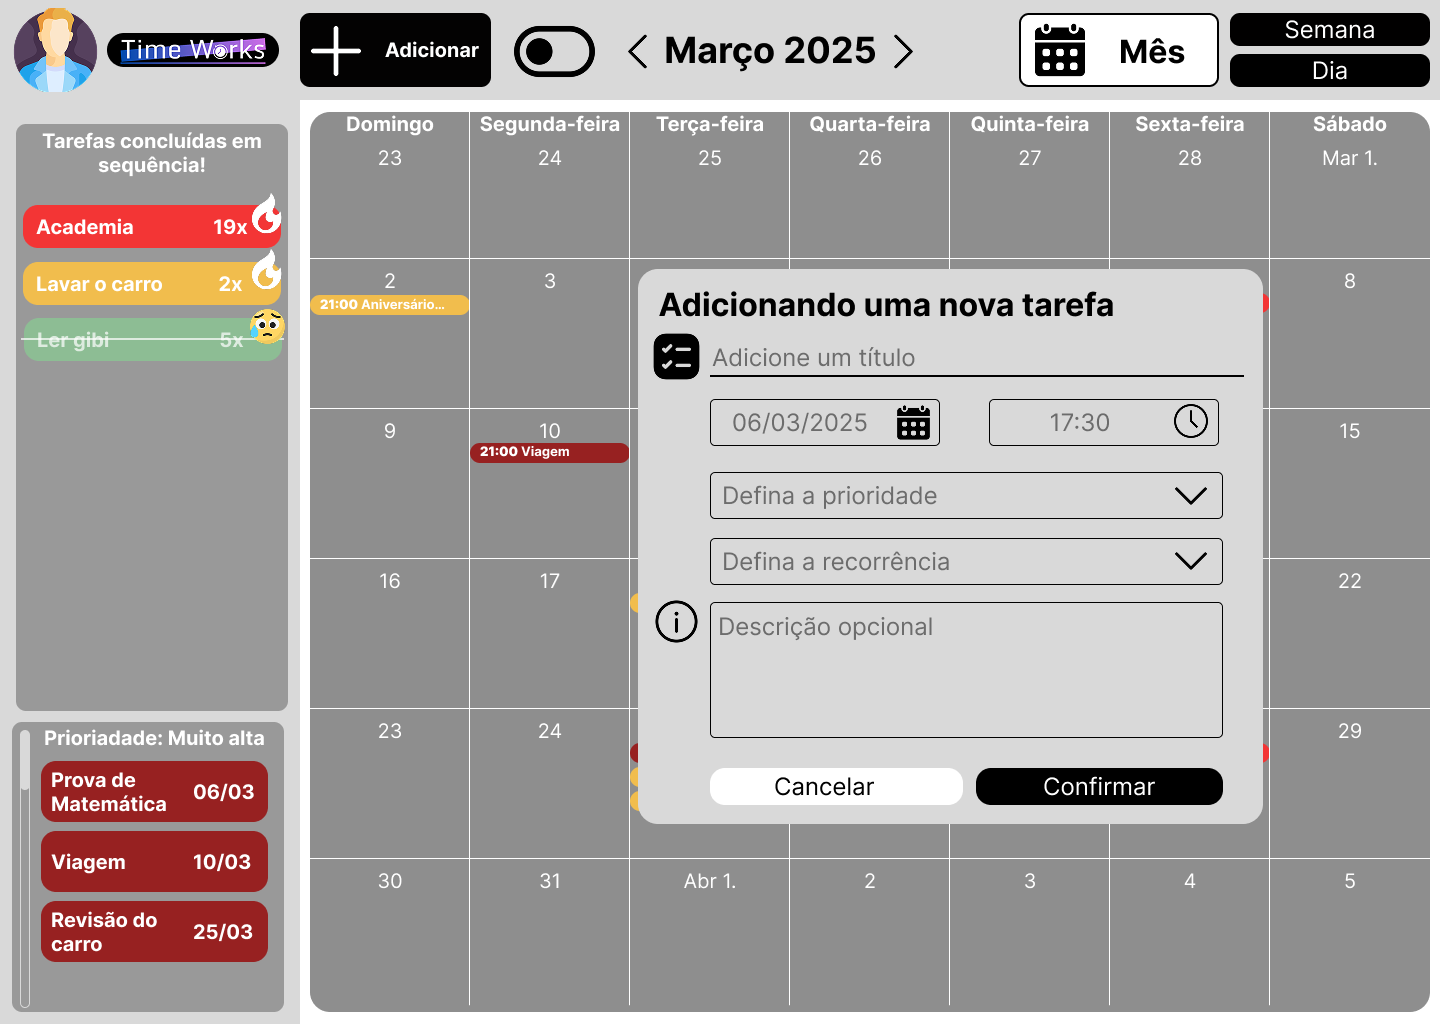 Time Works
Adicionar
Março 2025
Mês
Semana
Dia
Tarefas concluídas em
sequência!
Academia 19x
Lavar o carro 2x
Ler gibi 5x
Prioriadade: Muito alta
Prova de
Matemática 06/03
Viagem 10/03
Revisão do
carro 25/03
Domingo Segunda-feira Terça-feira Quarta-feira Quinta-feira Sexta-feira Sábado
23 24 25 26 27 28 Mar 1.
2 3 8
21:00 Aniversário...
9 10 15
21:00 Viagem
16 17 22
23 24 29
30 31 Abr 1. 2 3 4 5
Adicionando uma nova tarefa
Adicione um título
06/03/2025 17:30
Defina a prioridade
Defina a recorrência
Descrição opcional
Cancelar Confirmar